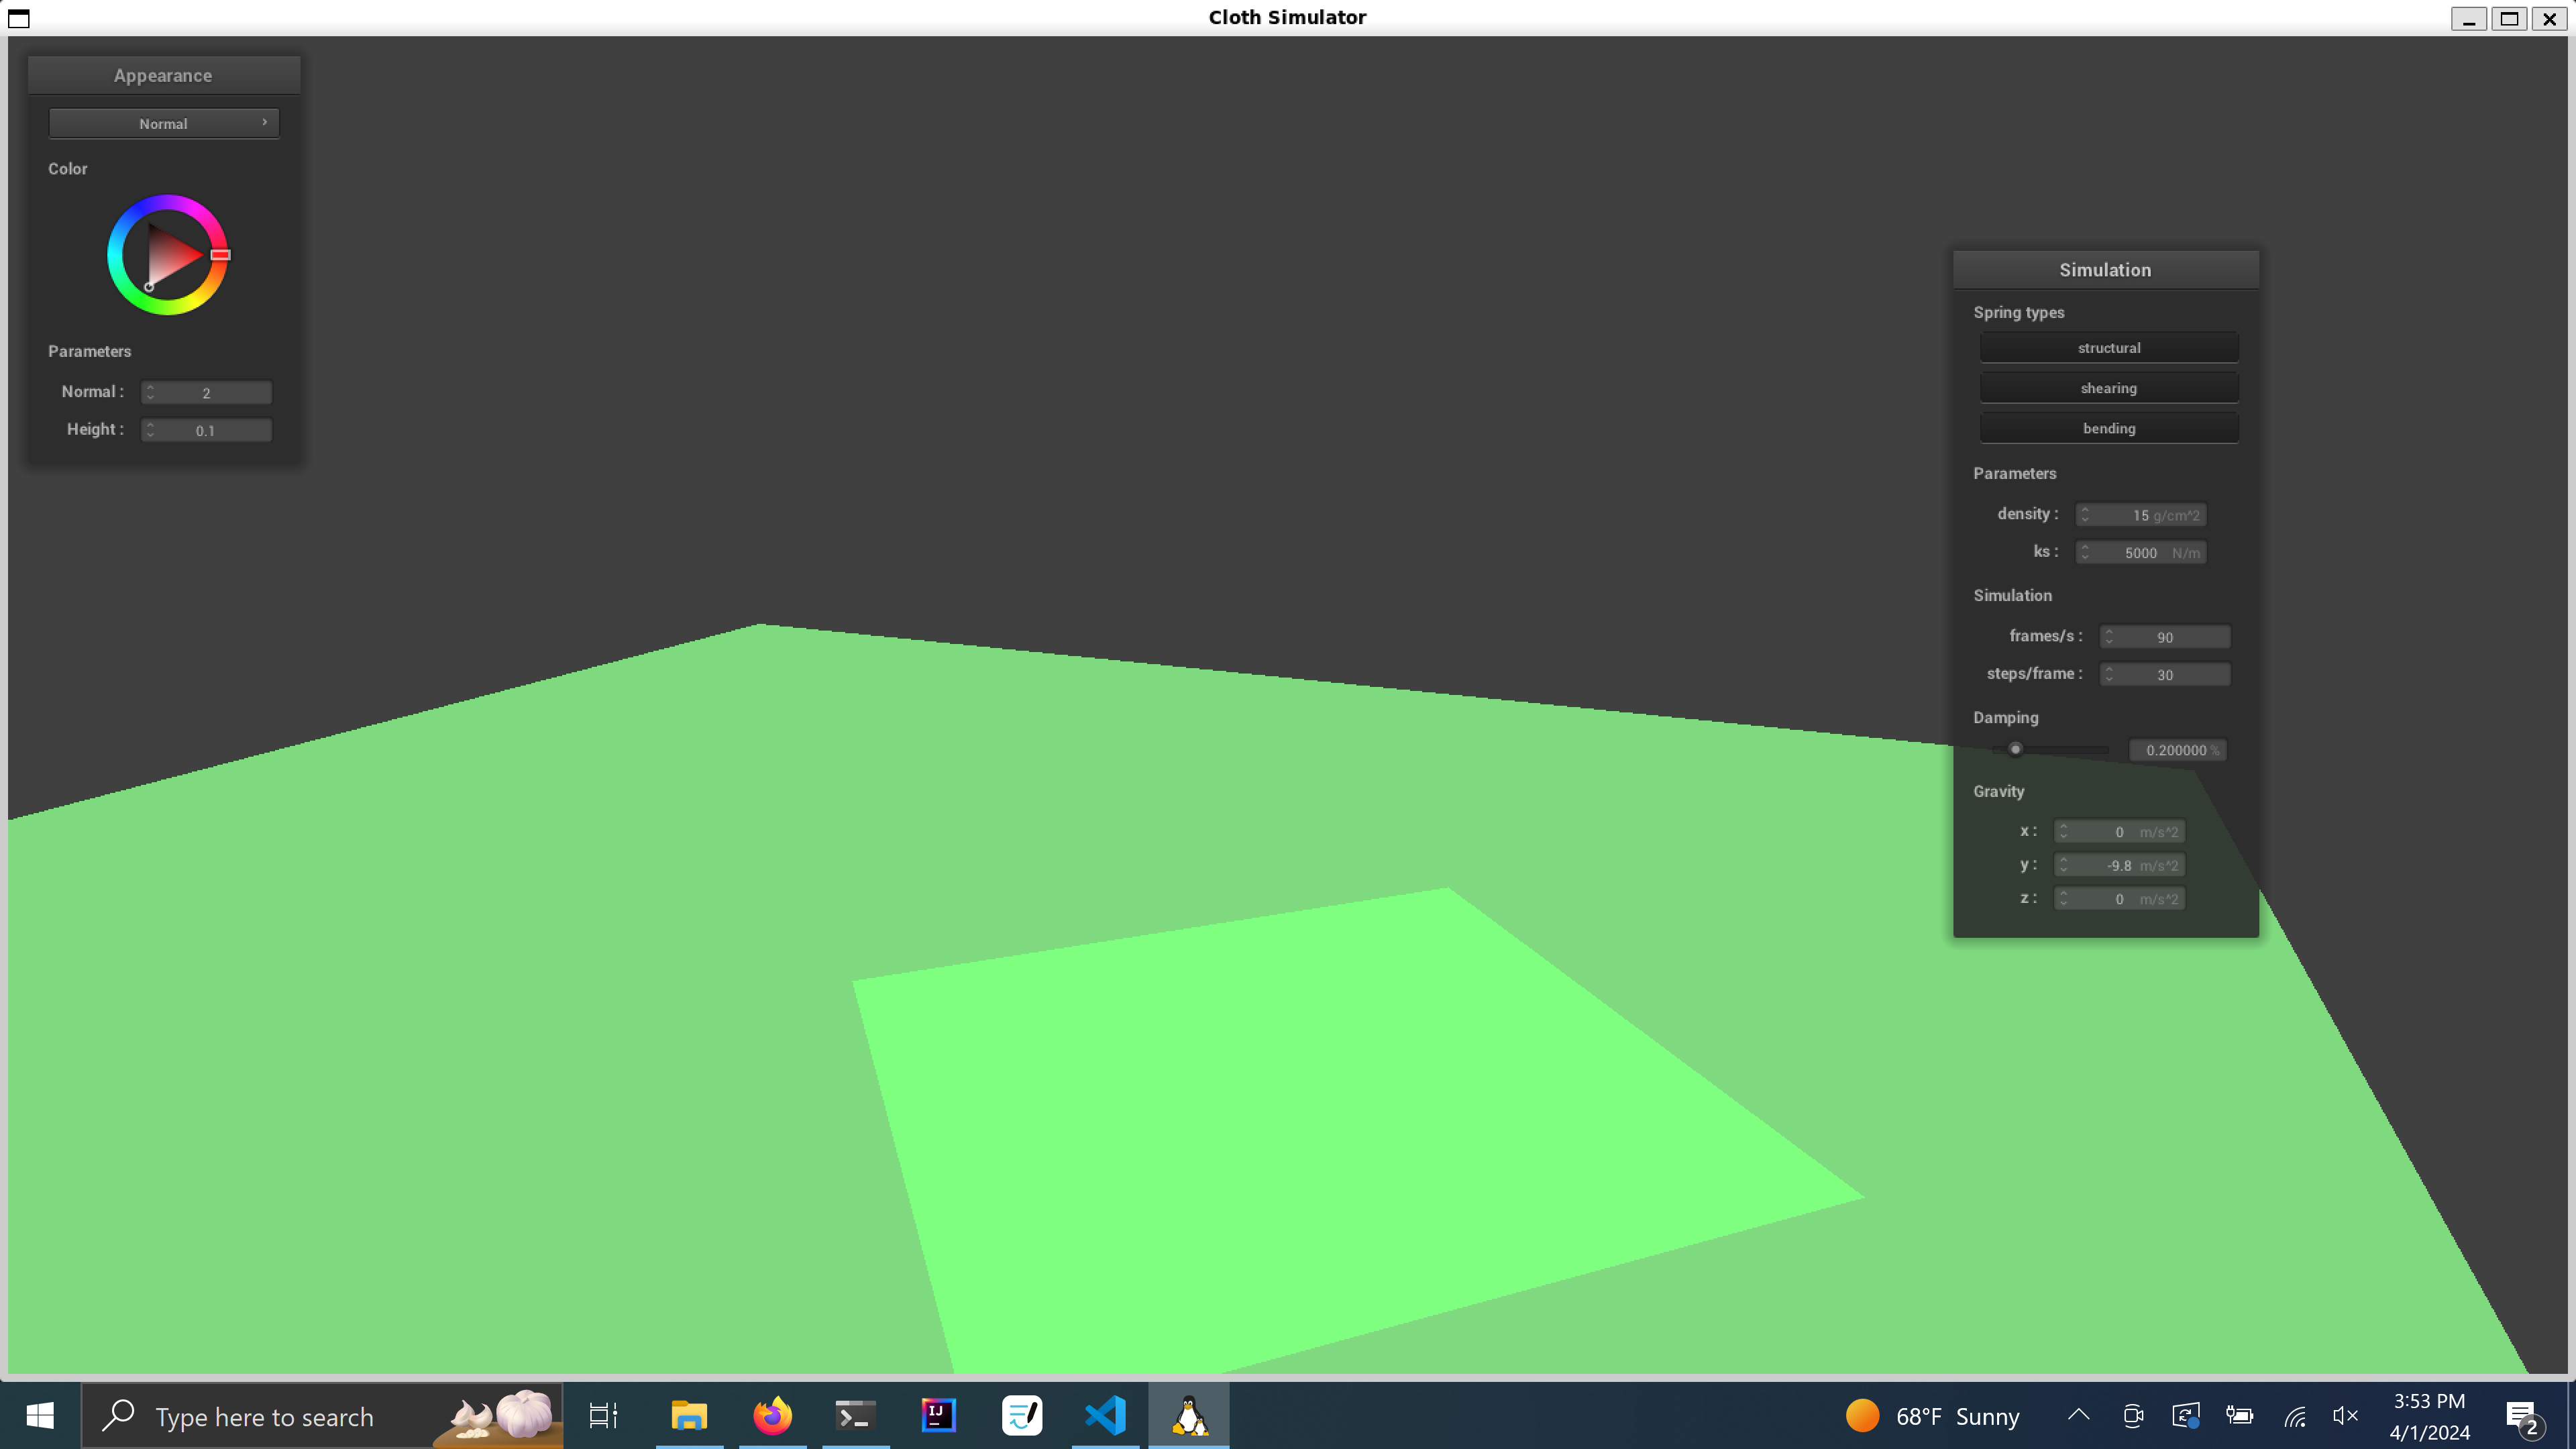 Cloth Simulator
Appearance
Normal
Color
Parameters
Normal : 2
Height : 0.1
Simulation
Spring types
structural
shearing
bending
Parameters
density : 15 g/cm^2
ks : 5000 N/m
Simulation
frames/s : 90
steps/frame : 30
Damping
0.200000 %
Gravity
x : 0 m/s^2
y : -9.8 m/s^2
z : 0 m/s^2
Type here to search
IJ
68°F Sunny
3:53 PM
4/1/2024
2